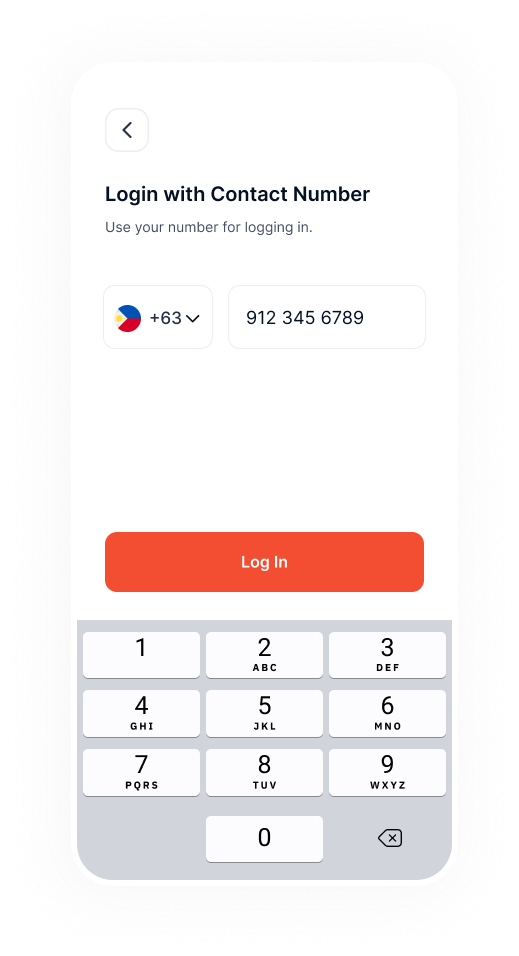 Login with Contact Number
Use your number for logging in.
+63 912 345 6789
Log In
1 2 3
ABC DEF
4 5 6
GHI JKL MNO
7 8 9
PQRS TUV WXYZ
0